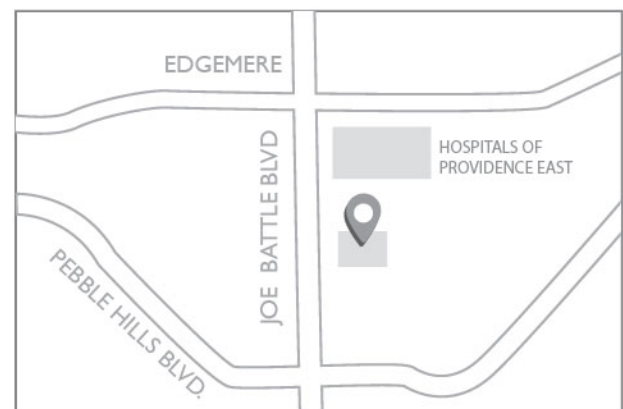 EDGEMERE
HOSPITALS OF
PROVIDENCE EAST
JOE BATTLE BLVD
PEBBLE HILLS BLVD.